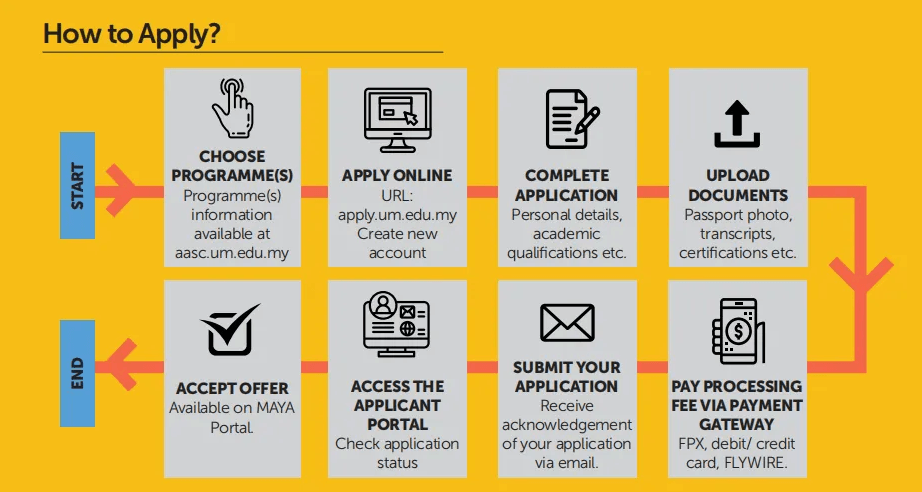 How to Apply?
START
CHOOSE
PROGRAMME(S)
Programme(s)
information
available at
aasc.um.edu.my
APPLY ONLINE
URL:
apply.um.edu.my
Create new
account
COMPLETE
APPLICATION
Personal details,
academic
qualifications etc.
UPLOAD
DOCUMENTS
Passport photo,
transcripts,
certifications etc.
$
PAY PROCESSING
FEE VIA PAYMENT
GATEWAY
FPX, debit/ credit
card, FLYWIRE.
SUBMIT YOUR
APPLICATION
Receive
acknowledgement
of your application
via email.
ACCESS THE
APPLICANT
PORTAL
Check application
status
ACCEPT OFFER
Available on MAYA
Portal.
END